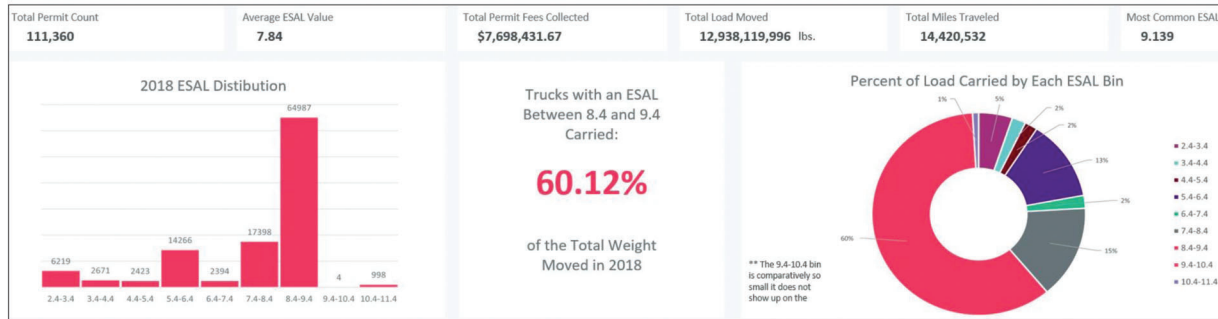 Total Permit Count
111,360
Average ESAL Value
7.84
Total Permit Fees Collected
$7,698,431.67
Total Load Moved
12,938,119,996 lbs.
Total Miles Traveled
14,420,532
Most Common ESAL
9.139
2018 ESAL Distibution
64987
6219
2671
2423
14266
2394
17398
4
998
2.4-3.4
3.4-4.4
4.4-5.4
5.4-6.4
6.4-7.4
7.4-8.4
8.4-9.4
9.4-10.4
10.4-11.4
Trucks with an ESAL
Between 8.4 and 9.4
Carried:
60.12%
of the Total Weight
Moved in 2018
Percent of Load Carried by Each ESAL Bin
1%
5%
2%
2%
13%
2%
15%
60%
** The 9.4-10.4 bin
is comparatively so
small it does not
show up on the
2.4-3.4
3.4-4.4
4.4-5.4
5.4-6.4
6.4-7.4
7.4-8.4
8.4-9.4
9.4-10.4
10.4-11.4